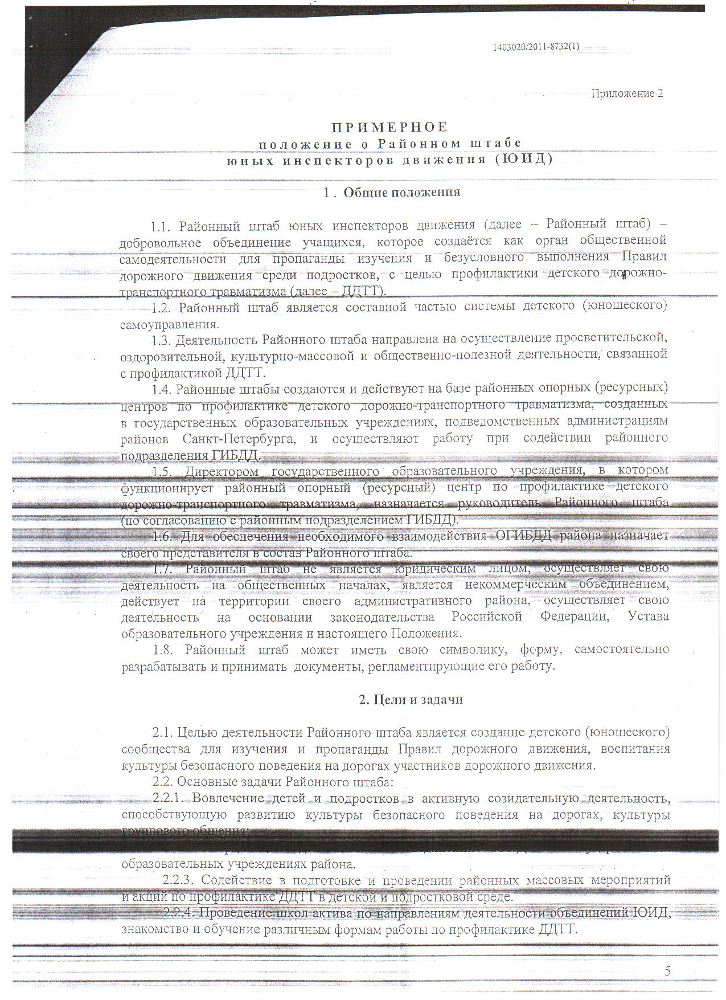 1403020/2011-8732(1)
Приложение 2
ПРИМЕРНОЕ
положение о Районном штабе
юных инспекторов движения (ЮИД)
1 . Общие положения
1.1. Районный штаб юных инспекторов движения (далее – Районный штаб) –
добровольное объединение учащихся, которое создаётся как орган общественной
самодеятельности для пропаганды изучения и безусловного выполнения Правил
дорожного движения среди подростков, с целью профилактики детского дорожно-
транспортного травматизма (далее – ДДТТ).
1.2. Районный штаб является составной частью системы детского (юношеского)
самоуправления.
1.3. Деятельность Районного штаба направлена на осуществление просветительской,
оздоровительной, культурно-массовой и общественно-полезной деятельности, связанной
с профилактикой ДДТТ.
1.4. Районные штабы создаются и действуют на базе районных опорных (ресурсных)
центров по профилактике детского дорожно-транспортного травматизма, созданных
в государственных образовательных учреждениях, подведомственных администрациям
районов Санкт-Петербурга, и осуществляют работу при содействии районного
подразделения ГИБДД.
1.5. Директором государственного образовательного учреждения, в котором
функционирует районный опорный (ресурсный) центр по профилактике детского
дорожно-транспортного травматизма, назначается руководитель Районного штаба
(по согласованию с районным подразделением ГИБДД).
1.6. Для обеспечения необходимого взаимодействия ОГИБДД района назначает
своего представителя в состав Районного штаба.
1.7. Районный штаб не является юридическим лицом, осуществляет свою
деятельность на общественных началах, является некоммерческим объединением,
действует на территории своего административного района, осуществляет свою
деятельность на основании законодательства Российской Федерации, Устава
образовательного учреждения и настоящего Положения.
1.8. Районный штаб может иметь свою символику, форму, самостоятельно
разрабатывать и принимать документы, регламентирующие его работу.
2. Цели и задачи
2.1. Целью деятельности Районного штаба является создание детского (юношеского)
сообщества для изучения и пропаганды Правил дорожного движения, воспитания
культуры безопасного поведения на дорогах участников дорожного движения.
2.2. Основные задачи Районного штаба:
2.2.1. Вовлечение детей и подростков в активную созидательную деятельность,
способствующую развитию культуры безопасного поведения на дорогах, культуры
группового общения;
образовательных учреждениях района.
2.2.3. Содействие в подготовке и проведении районных массовых мероприятий
и акций по профилактике ДДТТ в детской и подростковой среде.
2.2.4. Проведение школ актива по направлениям деятельности объединений ЮИД,
знакомство и обучение различным формам работы по профилактике ДДТТ.
5